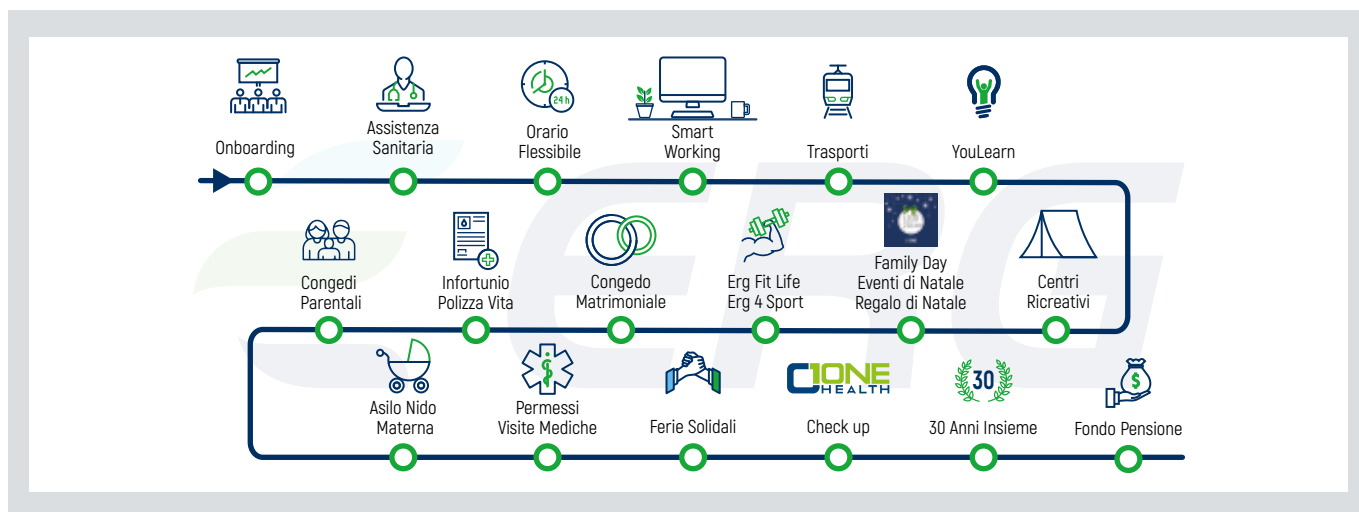 24 h
Onboarding
Assistenza
Sanitaria
Orario
Flessibile
Smart
Working
Trasporti
YouLearn
ERG
Congedi
Parentali
Infortunio
Polizza Vita
Congedo
Matrimoniale
Erg Fit Life
Erg 4 Sport
Family Day
Eventi di Natale
Regalo di Natale
Centri
Ricreativi
Asilo Nido
Materna
Permessi
Visite Mediche
Ferie Solidali
ONE
HEALTH
Check up
30
30 Anni Insieme
$
Fondo Pensione